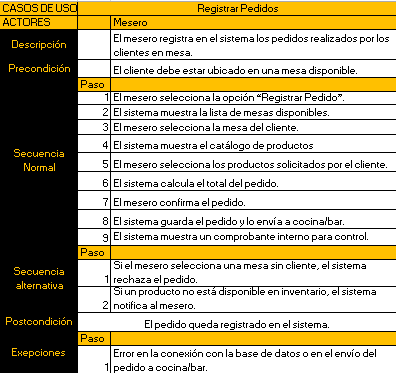 CASOS DE USO Registrar Pedidos
ACTORES Mesero
Descripción El mesero registra en el sistema los pedidos realizados por los
clientes en mesa.
Precondición El cliente debe estar ubicado en una mesa disponible.
Secuencia
Normal
Paso
1 El mesero selecciona la opción “Registrar Pedido”.
2 El sistema muestra la lista de mesas disponibles.
3 El mesero selecciona la mesa del cliente.
4 El sistema muestra el catálogo de productos
5 El mesero selecciona los productos solicitados por el cliente.
6 El sistema calcula el total del pedido.
7 El mesero confirma el pedido.
8 El sistema guarda el pedido y lo envía a cocina/bar.
9 El sistema muestra un comprobante interno para control.
Secuencia
alternativa
Paso
1 Si el mesero selecciona una mesa sin cliente, el sistema
rechaza el pedido.
2 Si un producto no está disponible en inventario, el sistema
notifica al mesero.
Postcondición El pedido queda registrado en el sistema.
Exepciones
Paso
1 Error en la conexión con la base de datos o en el envío del
pedido a cocina/bar.